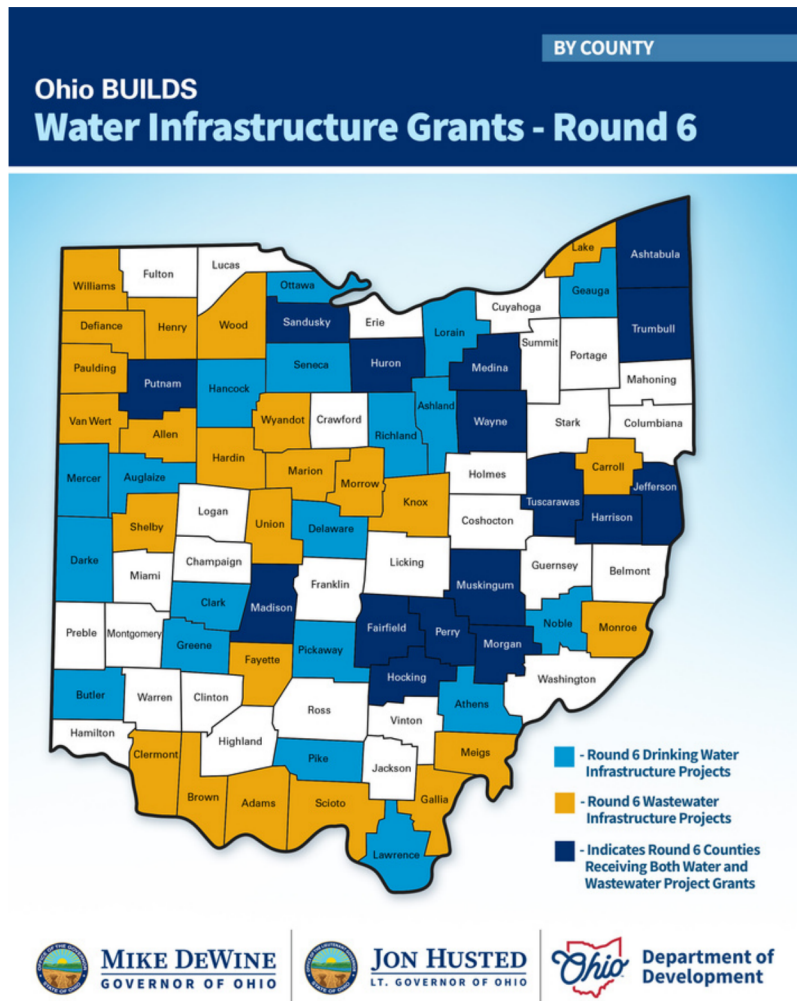 BY COUNTY
Ohio BUILDS
Water Infrastructure Grants - Round 6
Lake
Ashtabula
Fulton
Lucas
Williams
Ottawa
Geauga
Cuyahoga
Defiance
Henry
Wood
Sandusky
Erie
Lorain
Trumbull
Summit
Portage
Paulding
Putnam
Hancock
Seneca
Huron
Medina
Mahoning
Van Wert
Allen
Wyandot
Crawford
Richland
Ashland
Wayne
Stark
Columbiana
Hardin
Marion
Morrow
Holmes
Carroll
Mercer
Auglaize
Knox
Tuscarawas
Jefferson
Logan
Union
Delaware
Coshocton
Harrison
Shelby
Darke
Champaign
Licking
Guernsey
Belmont
Miami
Franklin
Muskingum
Clark
Madison
Fairfield
Perry
Noble
Monroe
Preble
Montgomery
Greene
Pickaway
Morgan
Fayette
Hocking
Washington
Butler
Warren
Clinton
Ross
Athens
Vinton
Hamilton
Highland
Clermont
Pike
Jackson
Meigs
Brown
Adams
Scioto
Gallia
Lawrence
- Round 6 Drinking Water
Infrastructure Projects
- Round 6 Wastewater
Infrastructure Projects
- Indicates Round 6 Counties
Receiving Both Water and
Wastewater Project Grants
MIKE DEWINE
GOVERNOR OF OHIO
JON HUSTED
LT. GOVERNOR OF OHIO
Ohio
Department of
Development